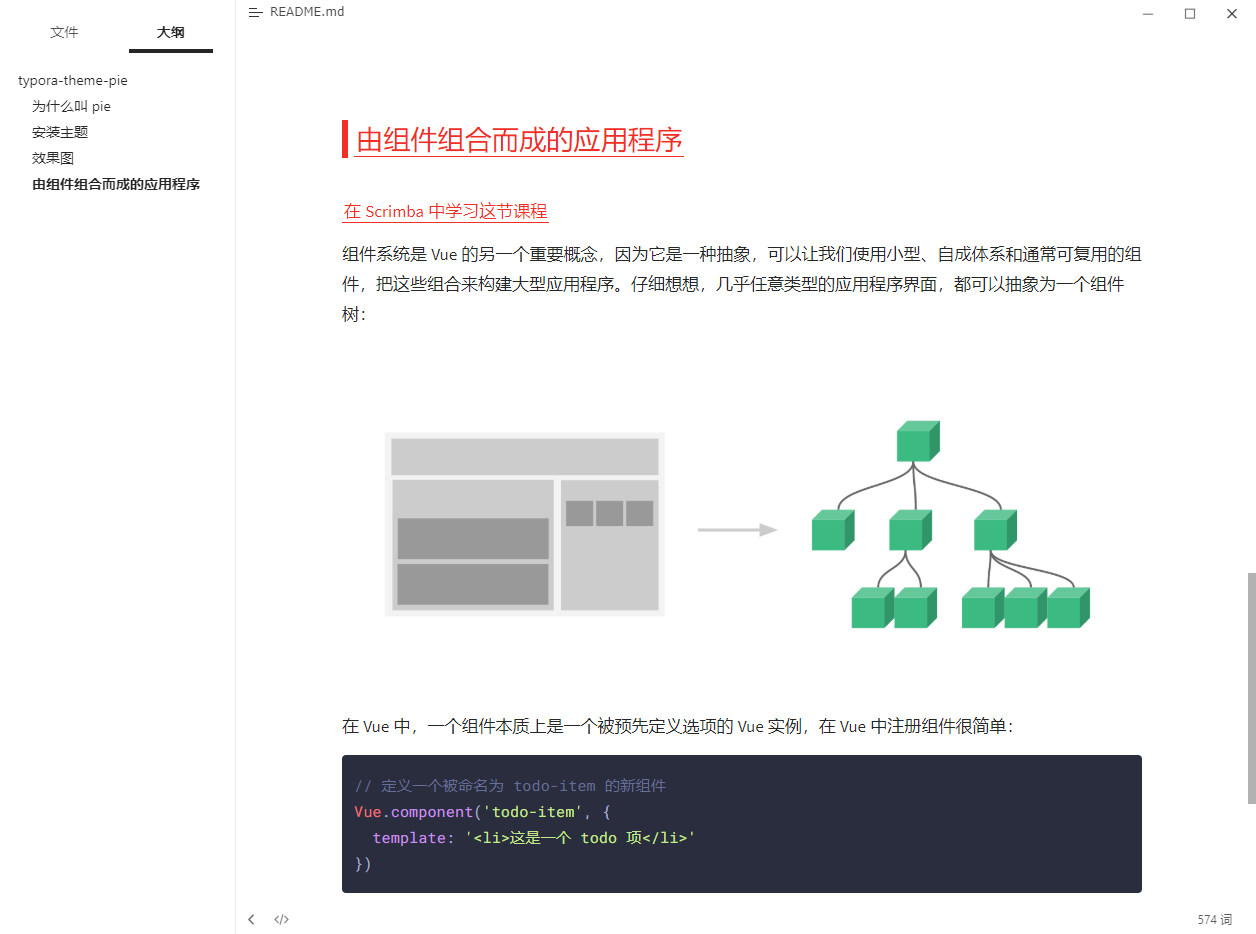 文件
大纲
typora-theme-pie
为什么叫 pie
安装主题
效果图
由组件组合而成的应用程序
README.md
由组件组合而成的应用程序
在 Scrimba 中学习这节课程
组件系统是 Vue 的另一个重要概念，因为它是一种抽象，可以让我们使用小型、自成体系和通常可复用的组
件，把这些组合来构建大型应用程序。仔细想想，几乎任意类型的应用程序界面，都可以抽象为一个组件
树：
在 Vue 中，一个组件本质上是一个被预先定义选项的 Vue 实例，在 Vue 中注册组件很简单：
// 定义一个被命名为 todo-item 的新组件
Vue.component('todo-item', {
  template: '<li>这是一个 todo 项</li>'
})
</>
574 词